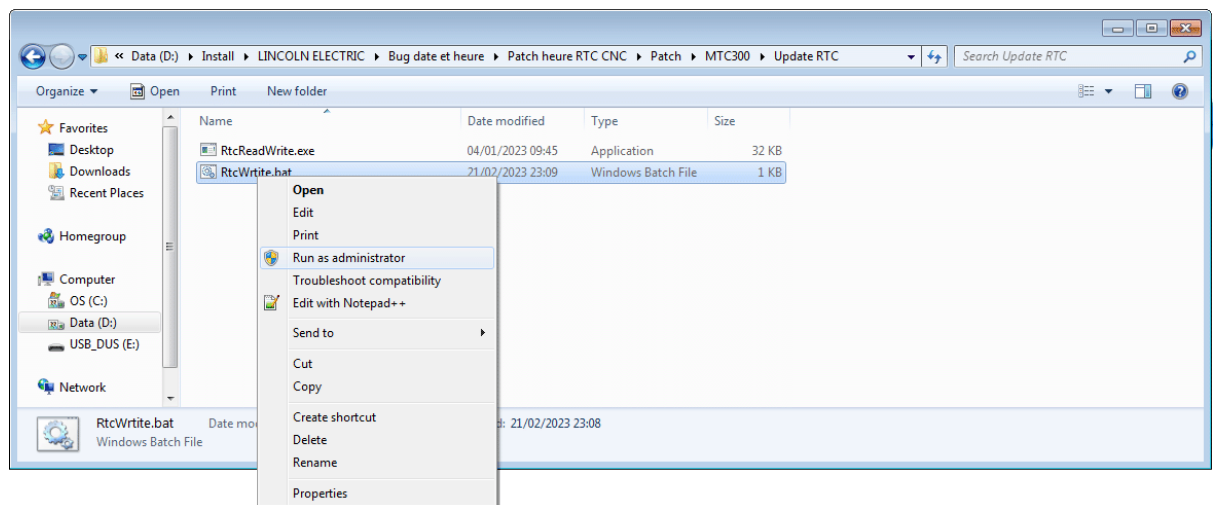 « Data (D:) ▸ Install ▸ LINCOLN ELECTRIC ▸ Bug date et heure ▸ Patch heure RTC CNC ▸ Patch ▸ MTC300 ▸ Update RTC
Search Update RTC
Organize Open Print New folder
Name Date modified Type Size
Favorites
Desktop
Downloads
Recent Places
Homegroup
Computer
OS (C:)
Data (D:)
USB_DUS (E:)
Network
RtcReadWrite.exe 04/01/2023 09:45 Application 32 KB
RtcWrtite.bat 21/02/2023 23:09 Windows Batch File 1 KB
Open
Edit
Print
Run as administrator
Troubleshoot compatibility
Edit with Notepad++
Send to
Cut
Copy
Create shortcut
Delete
Rename
Properties
RtcWrtite.bat Date mo d: 21/02/2023 23:08
Windows Batch File